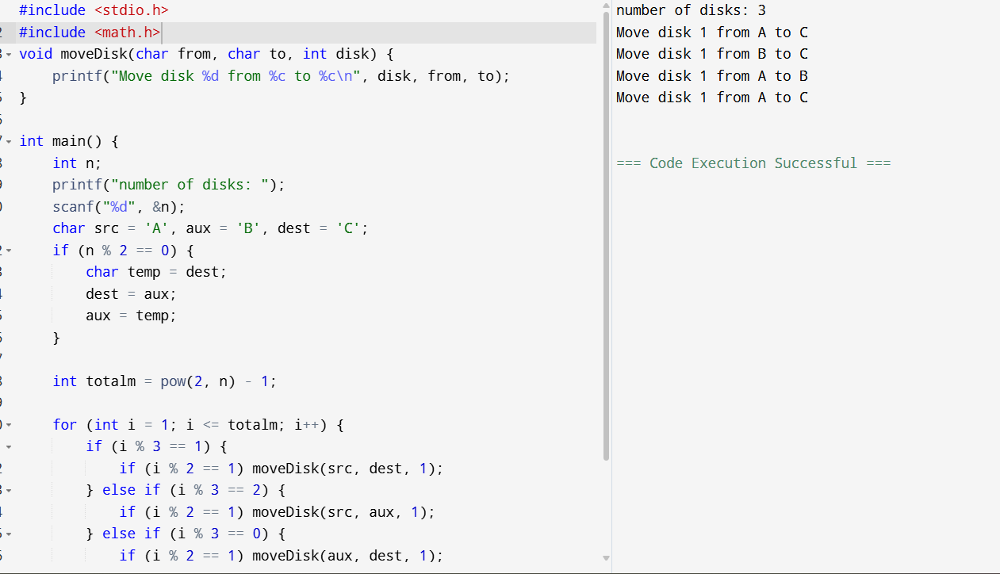 #include <stdio.h>
#include <math.h>
void moveDisk(char from, char to, int disk) {
    printf("Move disk %d from %c to %c\n", disk, from, to);
}

int main() {
    int n;
    printf("number of disks: ");
    scanf("%d", &n);
    char src = 'A', aux = 'B', dest = 'C';
    if (n % 2 == 0) {
        char temp = dest;
        dest = aux;
        aux = temp;
    }

    int totalm = pow(2, n) - 1;

    for (int i = 1; i <= totalm; i++) {
        if (i % 3 == 1) {
            if (i % 2 == 1) moveDisk(src, dest, 1);
        } else if (i % 3 == 2) {
            if (i % 2 == 1) moveDisk(src, aux, 1);
        } else if (i % 3 == 0) {
            if (i % 2 == 1) moveDisk(aux, dest, 1);
number of disks: 3
Move disk 1 from A to C
Move disk 1 from B to C
Move disk 1 from A to B
Move disk 1 from A to C
=== Code Execution Successful ===